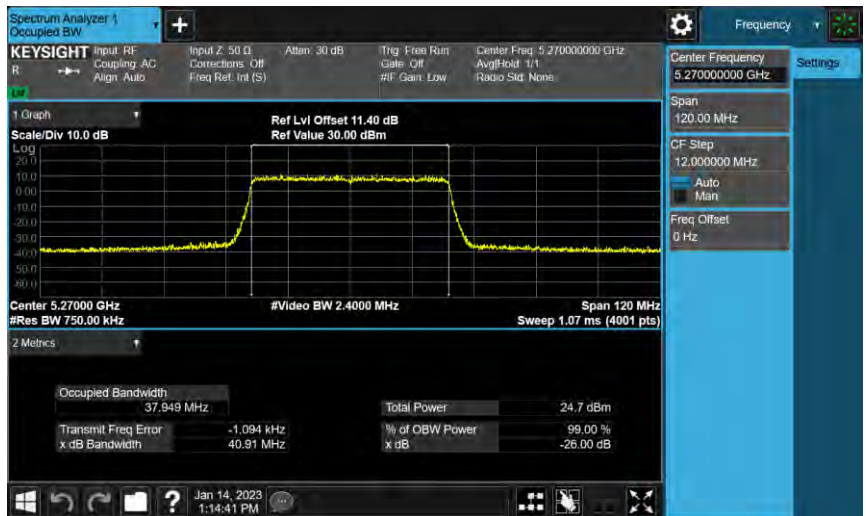 Spectrum Analyzer 1
Occupied BW
+
Frequency
KEYSIGHT
R
Input: RF
Coupling: AC
Align: Auto
Input Z: 50 Ω
Corrections: Off
Freq Ref: Int (S)
Atten: 30 dB
Trig: Free Run
Gate: Off
#IF Gain: Low
Center Freq: 5.270000000 GHz
Avg|Hold: 1/1
Radio Std: None
Center Frequency
5.270000000 GHz
Settings
Span
120.00 MHz
CF Step
12.000000 MHz
Auto
Man
Freq Offset
0 Hz
1 Graph
Scale/Div 10.0 dB
Ref Lvl Offset 11.40 dB
Ref Value 30.00 dBm
Log
20.0
10.0
0.00
-10.0
-20.0
-30.0
-40.0
-50.0
-60.0
Center 5.27000 GHz
#Res BW 750.00 kHz
#Video BW 2.4000 MHz
Span 120 MHz
Sweep 1.07 ms (4001 pts)
2 Metrics
Occupied Bandwidth
37.949 MHz
Total Power 24.7 dBm
Transmit Freq Error -1.094 kHz
% of OBW Power 99.00 %
x dB Bandwidth 40.91 MHz
x dB -26.00 dB
?
Jan 14, 2023
1:14:41 PM